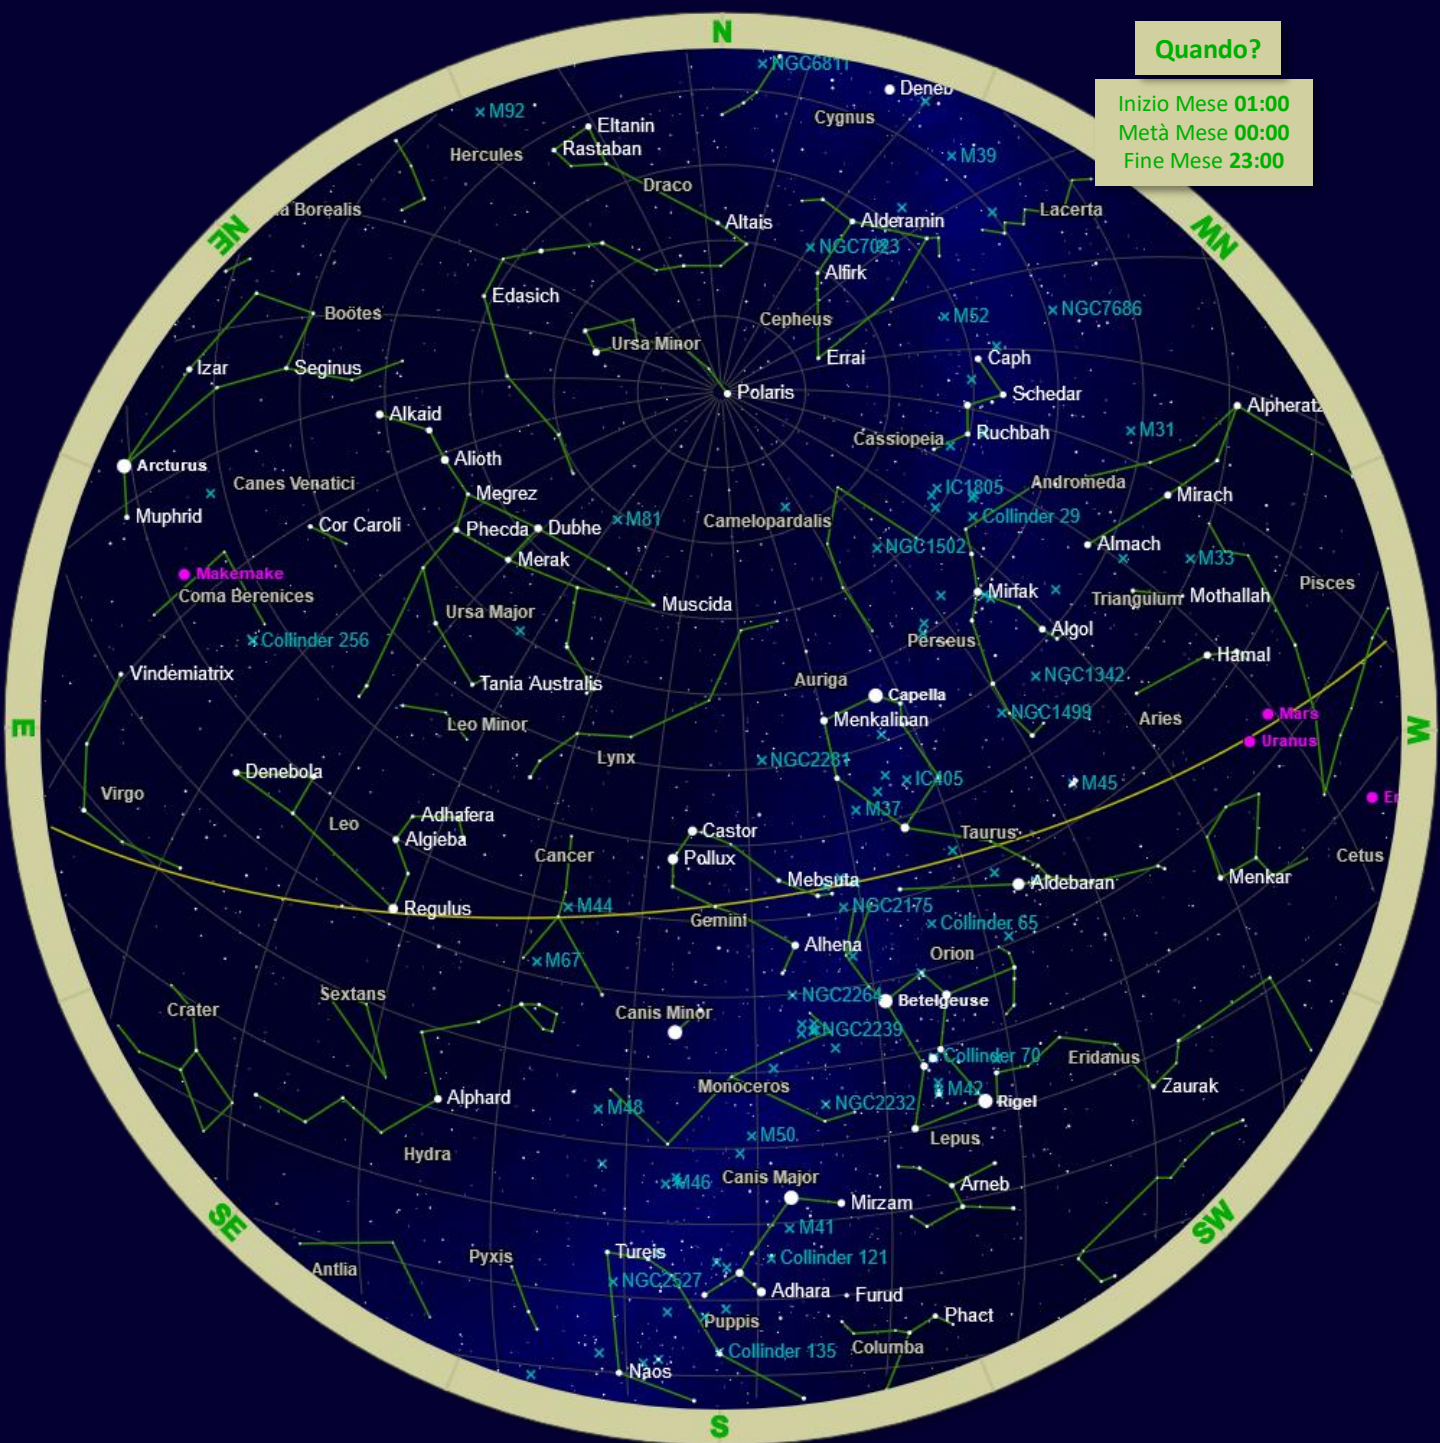 N
Quando?
Inizio Mese 01:00
Metà Mese 00:00
Fine Mese 23:00
NGC6811
Deneb
M92
Cygnus
Eltanin
Rastaban
Hercules
M39
Draco
a Borealis
Lacerta
Altais
Alderamin
NE
NW
NGC7023
Alfirk
Edasich
M52
NGC7686
Boötes
Cepheus
Ursa Minor
Errai
Caph
Izar
Seginus
Polaris
Schedar
Alpheratz
Alkaid
Cassiopeia
Ruchbah
M31
Alioth
Arcturus
Canes Venatici
Megrez
IC1805
Andromeda
Mirach
Muphrid
Cor Caroli
Phecda
Dubhe
M81
Camelopardalis
Collinder 29
NGC1502
Almach
M33
Merak
Makemake
Coma Berenices
Ursa Major
Muscida
Mirfak
Triangulum
Mothallah
Pisces
Collinder 256
Perseus
Algol
Hamal
Vindemiatrix
Tania Australis
Auriga
Capella
NGC1342
Leo Minor
Menkalinan
NGC1499
Aries
Mars
E
W
Uranus
Lynx
NGC2281
Denebola
IC405
M45
Virgo
Er
M37
Adhafera
Leo
Algieba
Castor
Taurus
Cancer
Pollux
Cetus
Mebsuta
Aldebaran
Menkar
Regulus
M44
NGC2175
Gemini
Collinder 65
Alhena
Orion
M67
Sextans
NGC2264
Betelgeuse
Crater
Canis Minor
NGC2239
Collinder 70
Eridanus
Monoceros
M42
Zaurak
Alphard
M48
NGC2232
Rigel
M50
Lepus
Hydra
Canis Major
M46
Arneb
Mirzam
SE
SW
M41
Tureis
Pyxis
Collinder 121
Antlia
NGC2527
Adhara
Furud
Puppis
Phact
Collinder 135
Columba
Naos
S